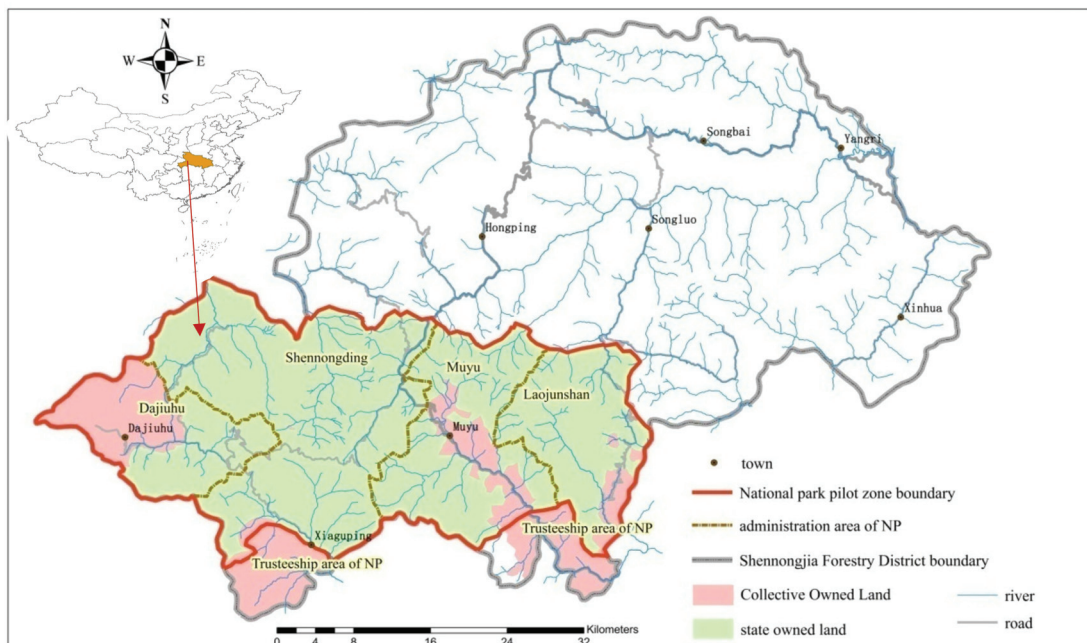 N
W E
S
Songbai
Yangri
Hongping
Songluo
Xinhua
Shennongding
Muyu
Laojunshan
Dajiuhu
Dajiuhu
Muyu
Xiaguping
Trusteeship area of NP
Trusteeship area of NP
town
National park pilot zone boundary
administration area of NP
Shennongjia Forestry District boundary
Collective Owned Land
river
state owned land
road
Kilometers
0 2 4 8 16 24 32